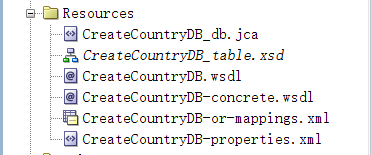 Resources
CreateCountryDB_db.jca
CreateCountryDB_table.xsd
CreateCountryDB.wsdl
CreateCountryDB-concrete.wsdl
CreateCountryDB-or-mappings.xml
CreateCountryDB-properties.xml